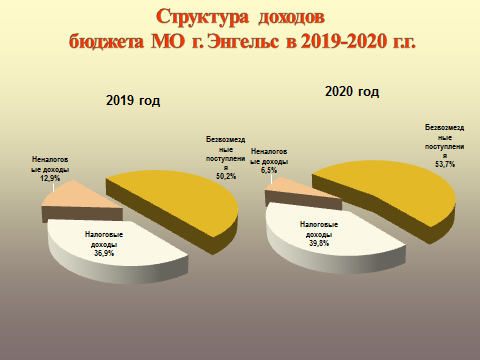 Структура доходов
бюджета МО г. Энгельс в 2019-2020 г.г.
2019 год
Безвозмезд
ные
поступлени
я
50,2%
Неналогов
ые доходы
12,9%
Налоговые
доходы
36,9%
2020 год
Безвозмезд
ные
поступлени
я
53,7%
Неналогов
ые доходы
6,5%
Налоговые
доходы
39,8%